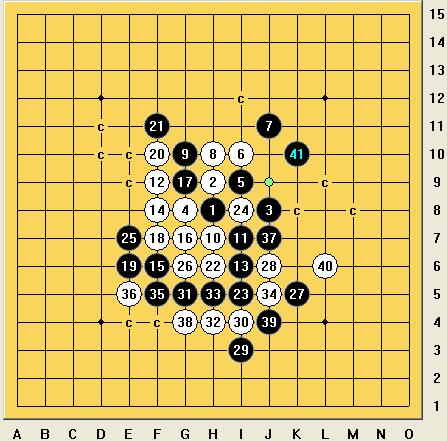 15
14
13
c 12
c 21 7 11
c c 20 9 8 6 41 10
c 12 17 2 5 c 9
14 4 1 24 3 c c 8
25 18 16 10 11 37 7
19 15 26 22 13 28 40 6
36 35 31 33 23 34 27 5
c c 38 32 30 39 4
29 3
2
1
A B C D E F G H I J K L M N O